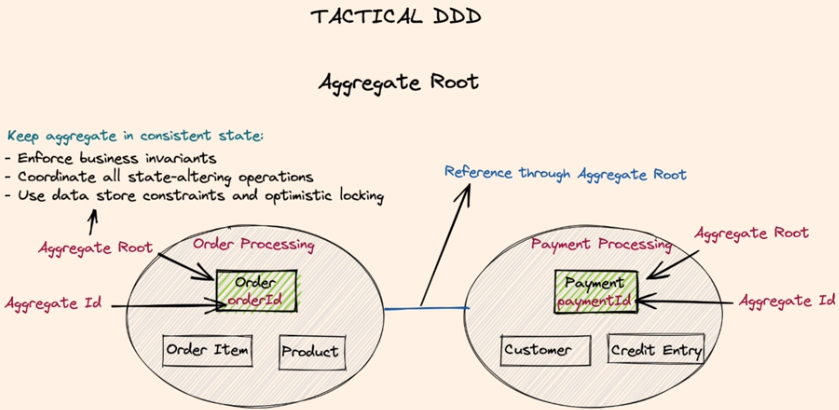 TACTICAL DDD
Aggregate Root
Keep aggregate in consistent state:
- Enforce business invariants
- Coordinate all state-altering operations
- Use data store constraints and optimistic locking
Reference through Aggregate Root
Aggregate Root
Order Processing
Payment Processing
Aggregate Root
Order
orderId
Payment
paymentId
Aggregate Id
Aggregate Id
Order Item
Product
Customer
Credit Entry